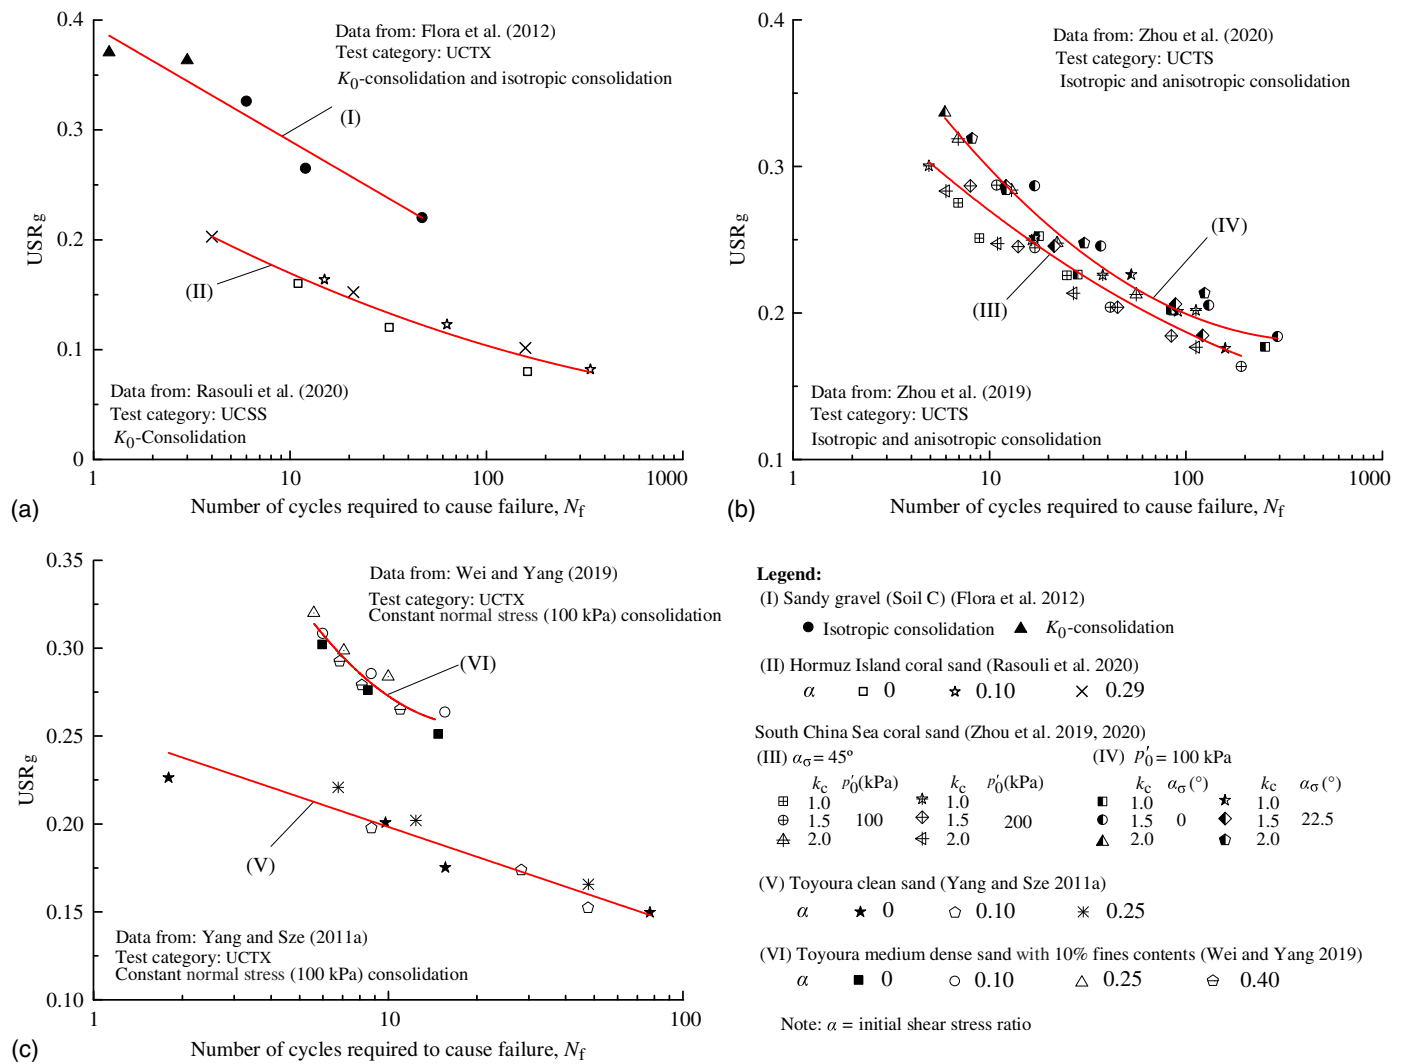 0.4
Data from: Flora et al. (2012)
Test category: UCTX
K0-consolidation and isotropic consolidation
(I)
0.3
USRg
0.2
(II)
0.1
Data from: Rasouli et al. (2020)
Test category: UCSS
K0-Consolidation
0
1 10 100 1000
(a) Number of cycles required to cause failure, Nf
0.4
Data from: Zhou et al. (2020)
Test category: UCTS
Isotropic and anisotropic consolidation
0.3
USRg
(IV)
(III)
0.2
Data from: Zhou et al. (2019)
Test category: UCTS
Isotropic and anisotropic consolidation
0.1
1 10 100 1000
(b) Number of cycles required to cause failure, Nf
0.35
Data from: Wei and Yang (2019)
Test category: UCTX
Constant normal stress (100 kPa) consolidation
0.30
(VI)
0.25
USRg
0.20
(V)
0.15
Data from: Yang and Sze (2011a)
Test category: UCTX
Constant normal stress (100 kPa) consolidation
0.10
1 10 100
(c) Number of cycles required to cause failure, Nf
Legend:
(I) Sandy gravel (Soil C) (Flora et al. 2012)
Isotropic consolidation K0-consolidation
(II) Hormuz Island coral sand (Rasouli et al. 2020)
α 0 0.10 0.29
South China Sea coral sand (Zhou et al. 2019, 2020)
(III) ασ = 45º (IV) p′0 = 100 kPa
kc p′0(kPa) kc p′0(kPa) kc ασ(°) kc ασ(°)
1.0 1.0 1.0 1.0
1.5 100 1.5 200 1.5 0 1.5 22.5
2.0 2.0 2.0 2.0
(V) Toyoura clean sand (Yang and Sze 2011a)
α 0 0.10 0.25
(VI) Toyoura medium dense sand with 10% fines contents (Wei and Yang 2019)
α 0 0.10 0.25 0.40
Note: α = initial shear stress ratio